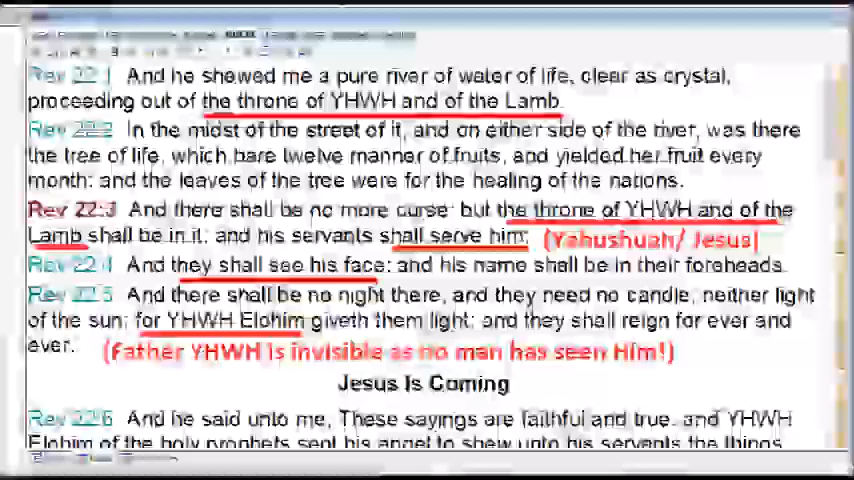 Rev 22:1 And he shewed me a pure river of water of life, clear as crystal,
proceeding out of the throne of YHWH and of the Lamb.
Rev 22:2 In the midst of the street of it, and on either side of the river, was there
the tree of life, which bare twelve manner of fruits, and yielded her fruit every
month: and the leaves of the tree were for the healing of the nations.
Rev 22:3 And there shall be no more curse: but the throne of YHWH and of the
Lamb shall be in it; and his servants shall serve him: (Yahushuah/ Jesus)
Rev 22:4 And they shall see his face; and his name shall be in their foreheads.
Rev 22:5 And there shall be no night there, and they need no candle, neither light
of the sun; for YHWH Elohim giveth them light: and they shall reign for ever and
ever. (Father YHWH is invisible as no man has seen Him!)
Jesus Is Coming
Rev 22:6 And he said unto me, These sayings are faithful and true: and YHWH
Elohim of the holy prophets sent his angel to shew unto his servants the things